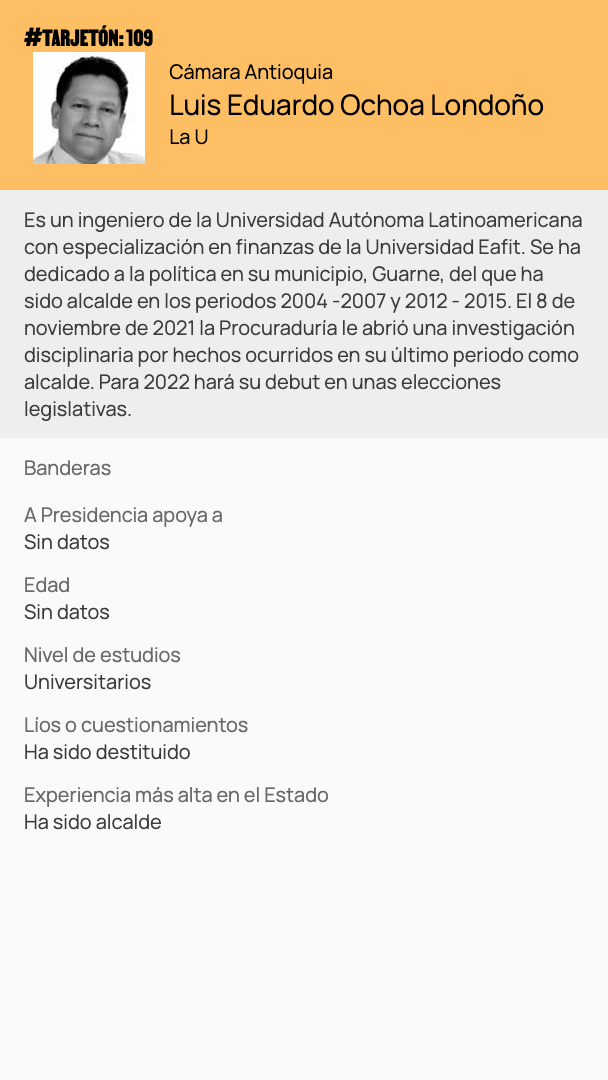 #TARJETÓN: 109
Cámara Antioquia
Luis Eduardo Ochoa Londoño
La U
Es un ingeniero de la Universidad Autónoma Latinoamericana
con especialización en finanzas de la Universidad Eafit. Se ha
dedicado a la política en su municipio, Guarne, del que ha
sido alcalde en los periodos 2004 -2007 y 2012 - 2015. El 8 de
noviembre de 2021 la Procuraduría le abrió una investigación
disciplinaria por hechos ocurridos en su último periodo como
alcalde. Para 2022 hará su debut en unas elecciones
legislativas.
Banderas
A Presidencia apoya a
Sin datos
Edad
Sin datos
Nivel de estudios
Universitarios
Líos o cuestionamientos
Ha sido destituido
Experiencia más alta en el Estado
Ha sido alcalde